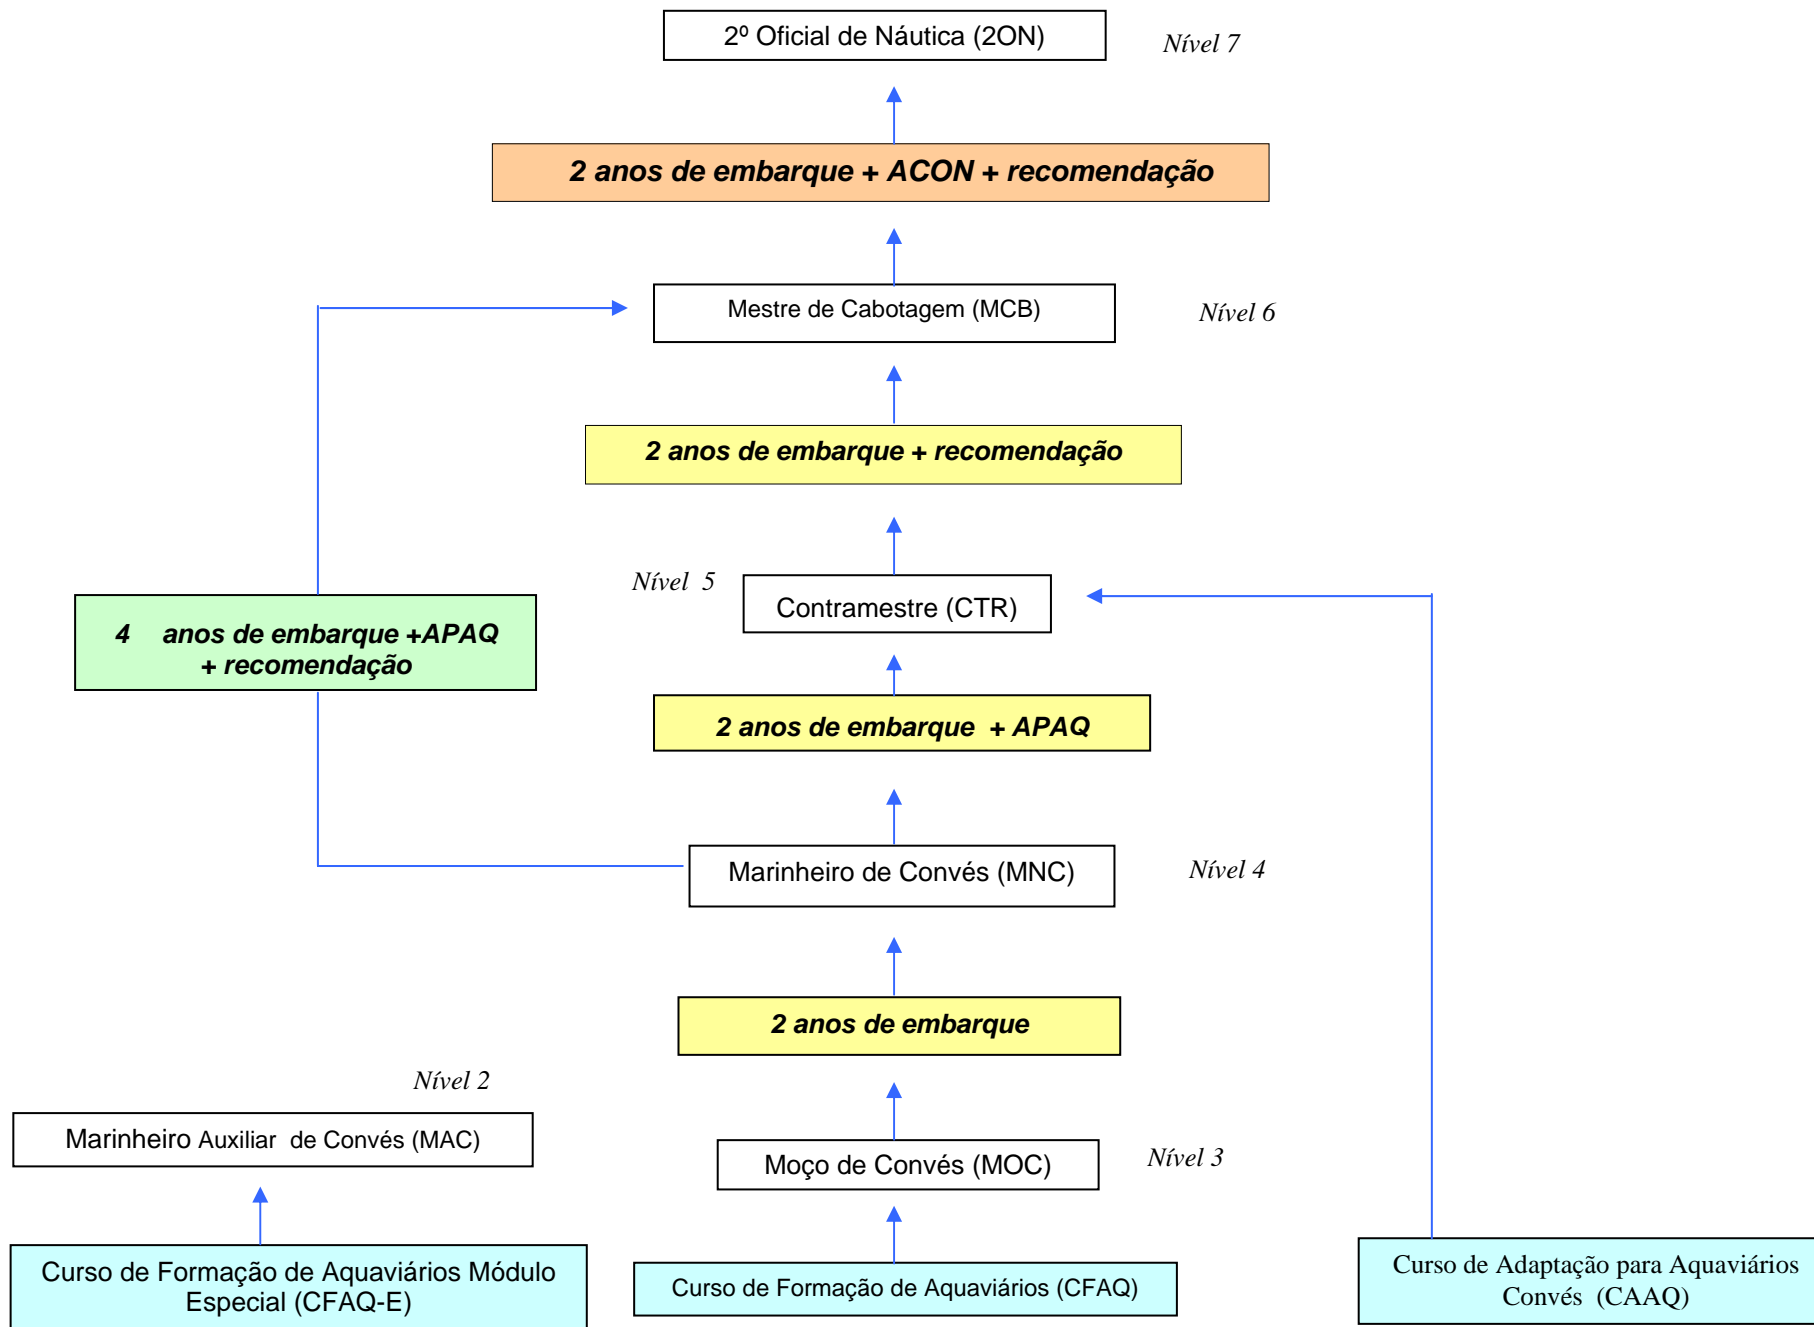 2º Oficial de Náutica (2ON)
Nível 7
2 anos de embarque + ACON + recomendação
Mestre de Cabotagem (MCB)
Nível 6
2 anos de embarque + recomendação
Nível 5
Contramestre (CTR)
4 anos de embarque +APAQ
+ recomendação
2 anos de embarque + APAQ
Marinheiro de Convés (MNC)
Nível 4
2 anos de embarque
Nível 2
Marinheiro Auxiliar de Convés (MAC)
Moço de Convés (MOC)
Nível 3
Curso de Formação de Aquaviários Módulo
Especial (CFAQ-E)
Curso de Formação de Aquaviários (CFAQ)
Curso de Adaptação para Aquaviários
Convés (CAAQ)